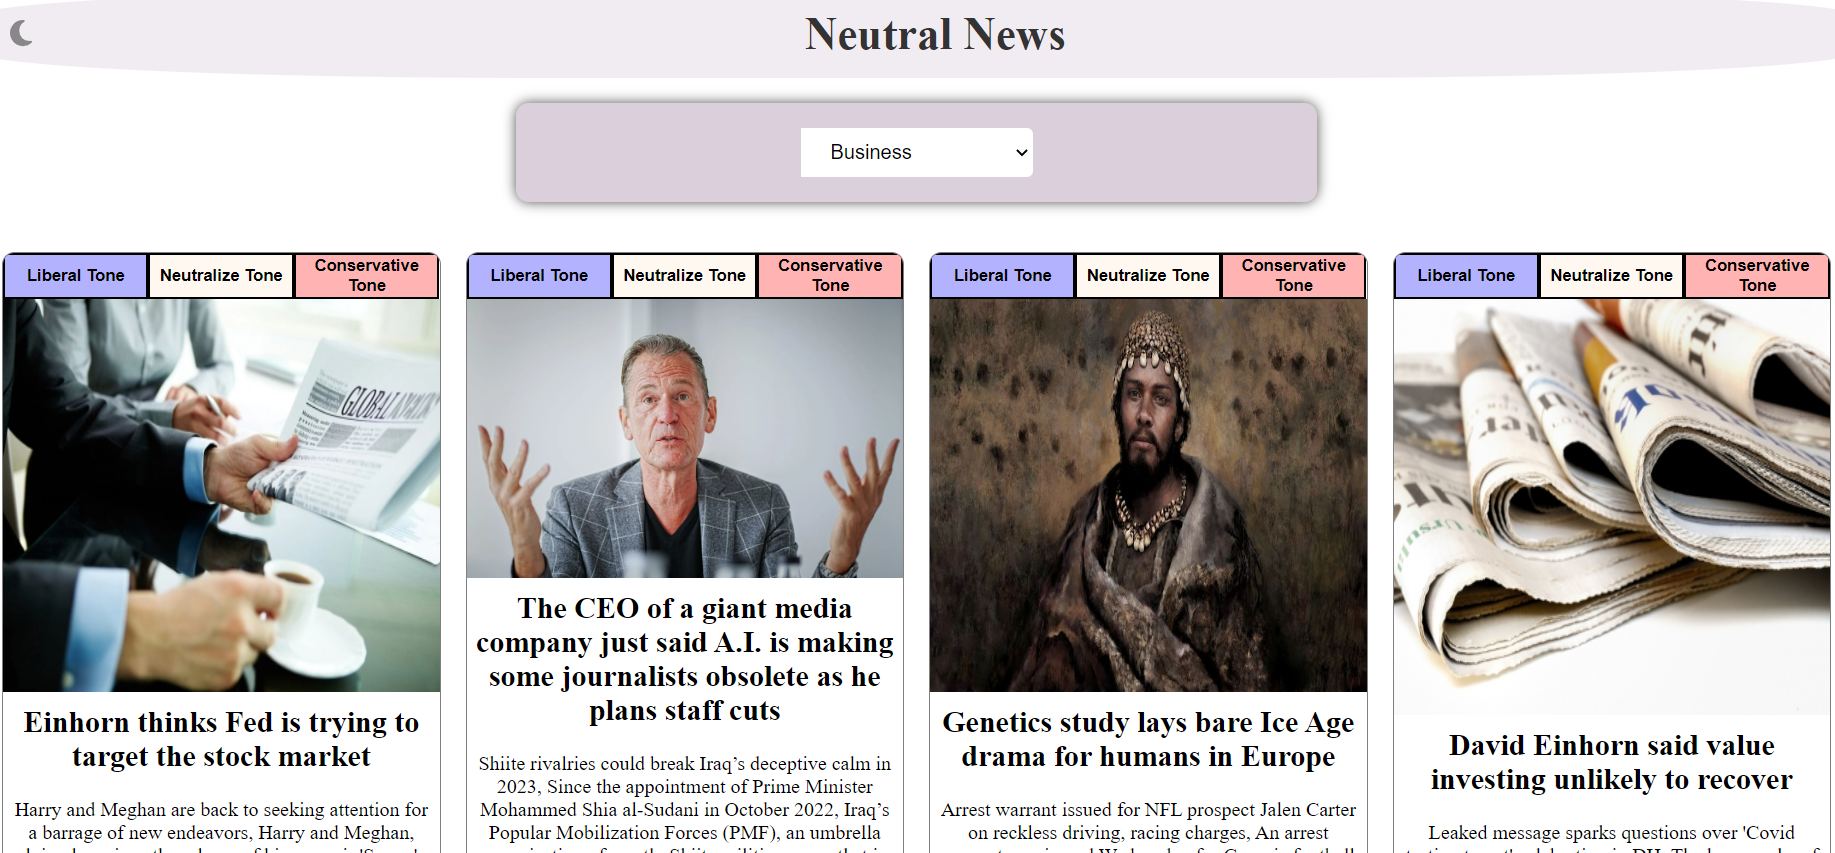 Neutral News
Business
Liberal Tone
Neutralize Tone
Conservative
Tone
GLOBAL
Einhorn thinks Fed is trying to
target the stock market
Harry and Meghan are back to seeking attention for
a barrage of new endeavors, Harry and Meghan,
Liberal Tone
Neutralize Tone
Conservative
Tone
The CEO of a giant media
company just said A.I. is making
some journalists obsolete as he
plans staff cuts
Shiite rivalries could break Iraq’s deceptive calm in
2023, Since the appointment of Prime Minister
Mohammed Shia al-Sudani in October 2022, Iraq’s
Popular Mobilization Forces (PMF), an umbrella
Liberal Tone
Neutralize Tone
Conservative
Tone
Genetics study lays bare Ice Age
drama for humans in Europe
Arrest warrant issued for NFL prospect Jalen Carter
on reckless driving, racing charges, An arrest
Liberal Tone
Neutralize Tone
Conservative
Tone
David Einhorn said value
investing unlikely to recover
Leaked message sparks questions over 'Covid